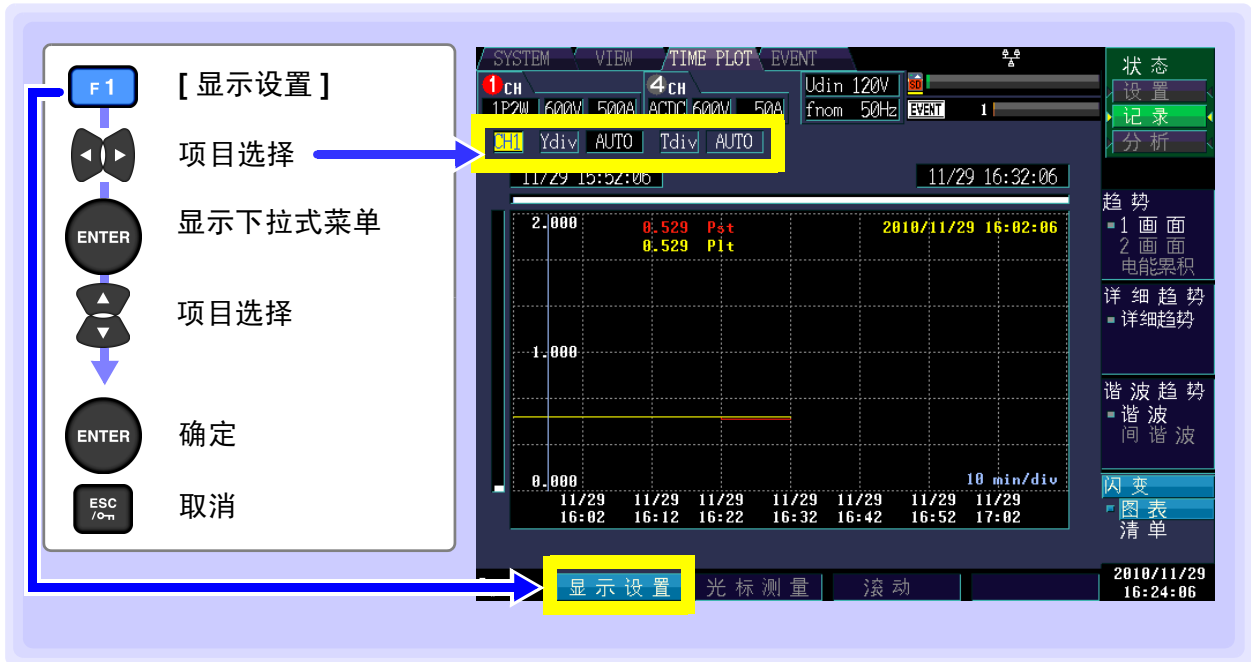 F1 [显示设置]
项目选择
ENTER 显示下拉式菜单
项目选择
ENTER 确定
ESC 取消
SYSTEM VIEW TIME PLOT EVENT
1 CH 4 CH Udin 120V SD
1P2W 600V 500A ACDC 600V 50A fnom 50Hz EVENT 1
CH1 Ydiv AUTO Tdiv AUTO
11/29 15:52:06 11/29 16:32:06
2.000 0.529 Pst 2010/11/29 16:02:06
0.529 Plt
1.000
0.000 10 min/div
11/29 11/29 11/29 11/29 11/29 11/29 11/29
16:02 16:12 16:22 16:32 16:42 16:52 17:02
状态
设置
记录
分析
趋势
1画面
2画面
电能累积
详细趋势
详细趋势
谐波趋势
谐波
间谐波
闪变
图表
清单
显示设置 光标测量 滚动
2010/11/29
16:24:06